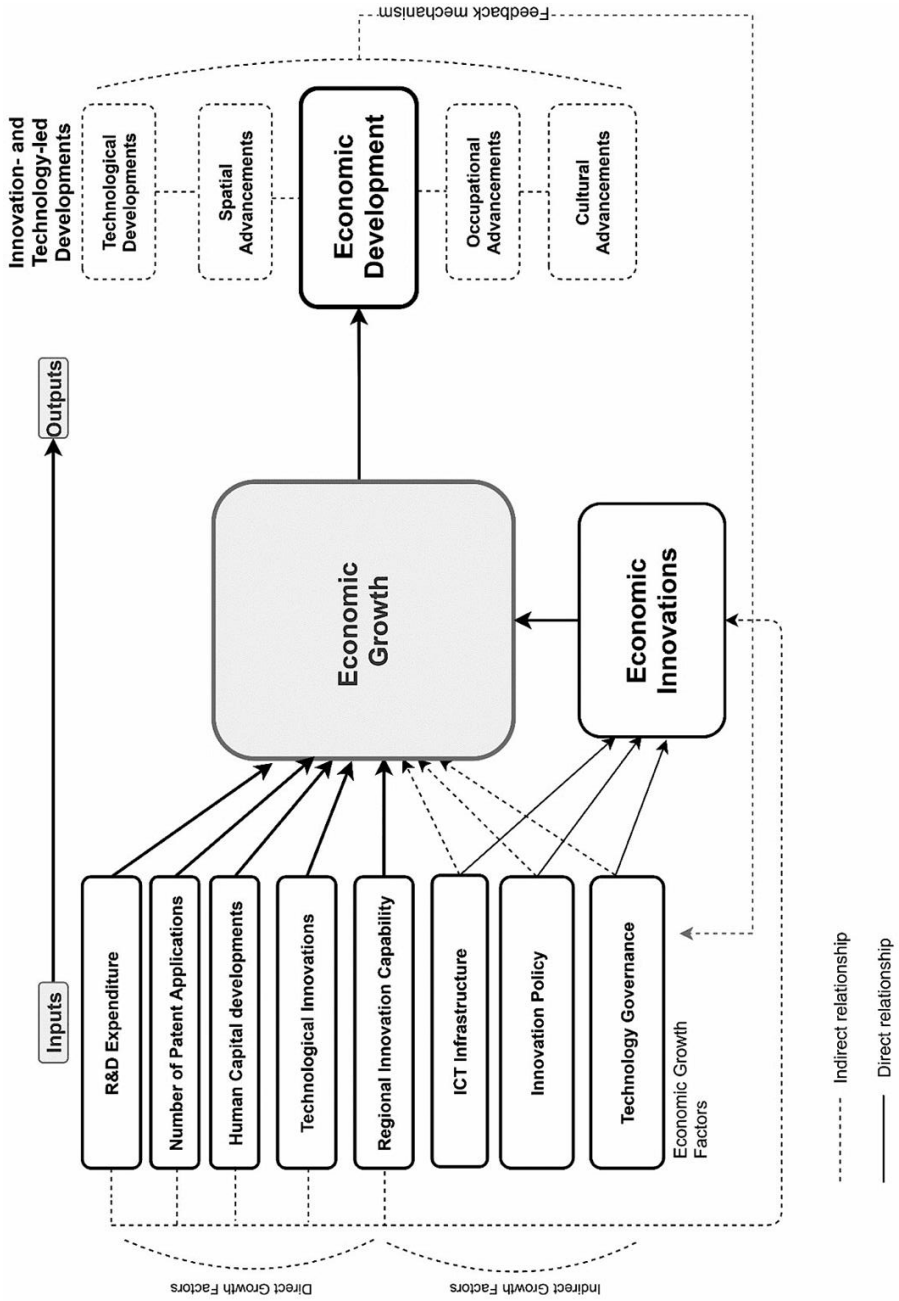 Inputs
Outputs
Innovation- and
Technology-led
Developments
Direct Growth Factors
Indirect Growth Factors
R&D Expenditure
Number of Patent Applications
Human Capital developments
Technological Innovations
Regional Innovation Capability
ICT Infrastructure
Innovation Policy
Technology Governance
Economic Growth
Factors
Economic
Growth
Economic
Innovations
Technological
Developments
Spatial
Advancements
Economic
Development
Occupational
Advancements
Cultural
Advancements
Feedback mechanism
Indirect relationship
Direct relationship